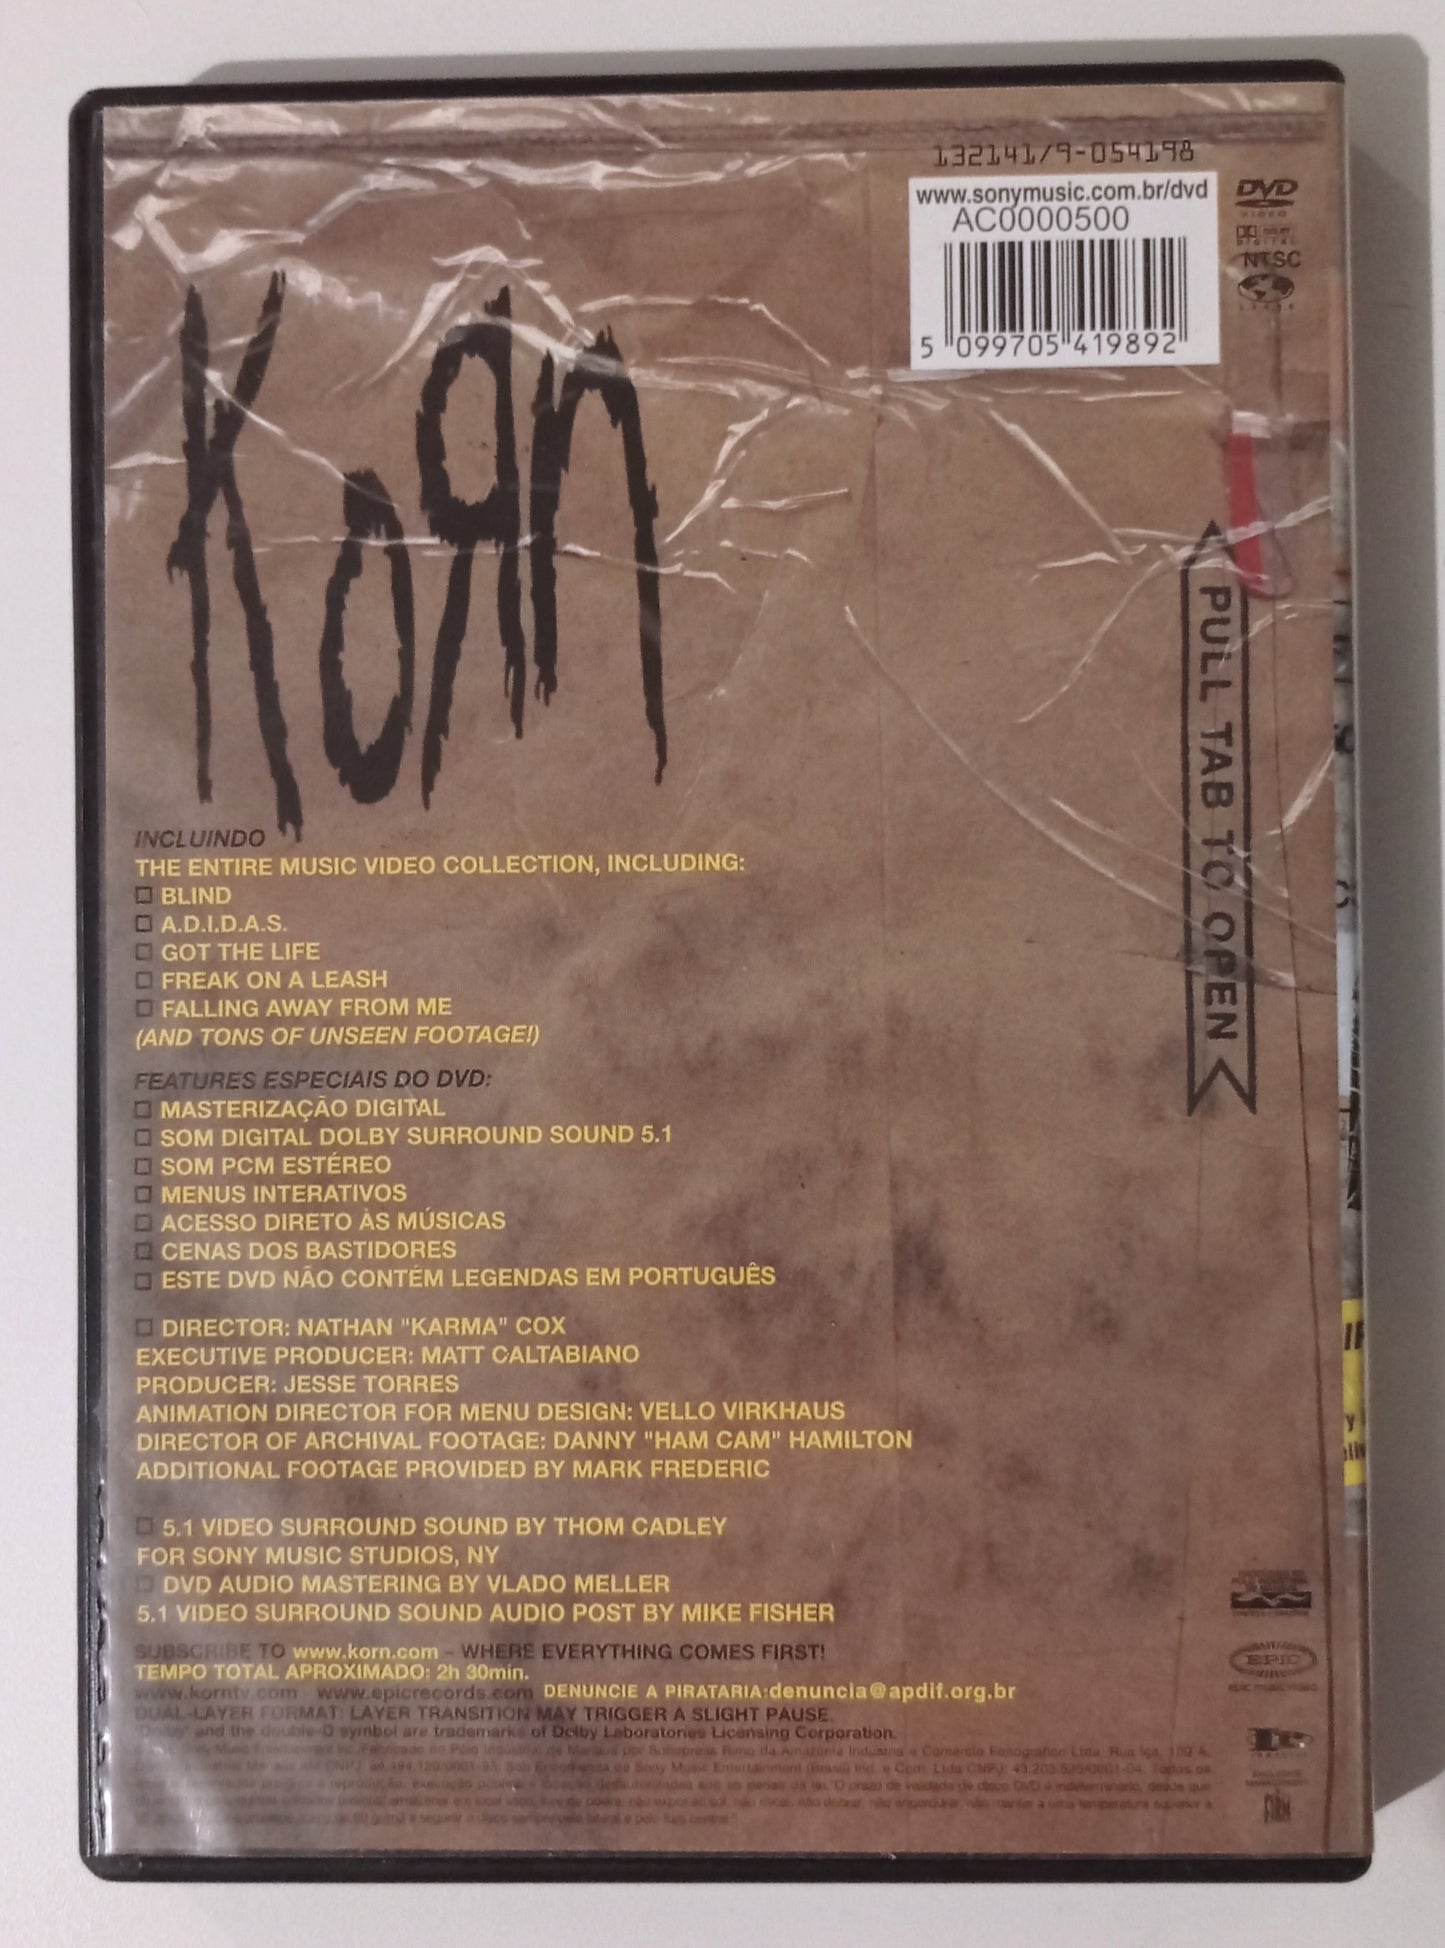 132141/9-054198
www.sonymusic.com.br/dvd
AC0000500
5 099705 419892
DVD
VIDEO
DIGITAL
NTSC
KoRn
PULL TAB TO OPEN
INCLUINDO
THE ENTIRE MUSIC VIDEO COLLECTION, INCLUDING:
BLIND
A.D.I.D.A.S.
GOT THE LIFE
FREAK ON A LEASH
FALLING AWAY FROM ME
(AND TONS OF UNSEEN FOOTAGE!)
FEATURES ESPECIAIS DO DVD:
MASTERIZAÇÃO DIGITAL
SOM DIGITAL DOLBY SURROUND SOUND 5.1
SOM PCM ESTÉREO
MENUS INTERATIVOS
ACESSO DIRETO ÀS MÚSICAS
CENAS DOS BASTIDORES
ESTE DVD NÃO CONTÉM LEGENDAS EM PORTUGUÊS
DIRECTOR: NATHAN "KARMA" COX
EXECUTIVE PRODUCER: MATT CALTABIANO
PRODUCER: JESSE TORRES
ANIMATION DIRECTOR FOR MENU DESIGN: VELLO VIRKHAUS
DIRECTOR OF ARCHIVAL FOOTAGE: DANNY "HAM CAM" HAMILTON
ADDITIONAL FOOTAGE PROVIDED BY MARK FREDERIC
5.1 VIDEO SURROUND SOUND BY THOM CADLEY
FOR SONY MUSIC STUDIOS, NY
DVD AUDIO MASTERING BY VLADO MELLER
5.1 VIDEO SURROUND SOUND AUDIO POST BY MIKE FISHER
SUBSCRIBE TO www.korn.com - WHERE EVERYTHING COMES FIRST!
TEMPO TOTAL APROXIMADO: 2h 30min.
www.korntv.com www.epicrecords.com DENUNCIE A PIRATARIA:denuncia@apdif.org.br
DUAL-LAYER FORMAT: LAYER TRANSITION MAY TRIGGER A SLIGHT PAUSE.
"Dolby" and the double-D symbol are trademarks of Dolby Laboratories Licensing Corporation.
EPIC
epic music video
THE FIRM